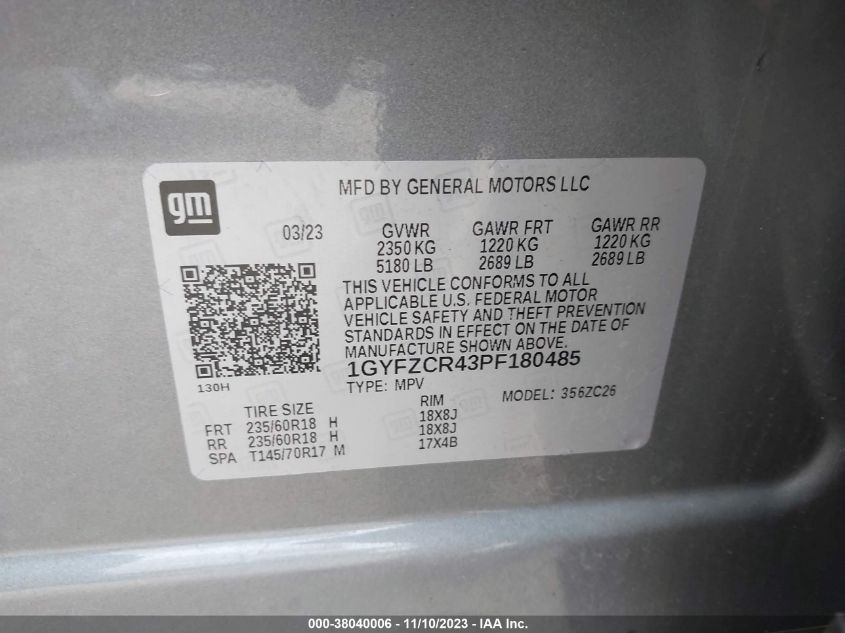 gm
MFD BY GENERAL MOTORS LLC
03/23 GVWR GAWR FRT GAWR RR
2350 KG 1220 KG 1220 KG
5180 LB 2689 LB 2689 LB
THIS VEHICLE CONFORMS TO ALL
APPLICABLE U.S. FEDERAL MOTOR
VEHICLE SAFETY AND THEFT PREVENTION
STANDARDS IN EFFECT ON THE DATE OF
MANUFACTURE SHOWN ABOVE.
1GYFZCR43PF180485
130H
TYPE: MPV MODEL: 356ZC26
TIRE SIZE RIM
FRT 235/60R18 H 18X8J
RR 235/60R18 H 18X8J
SPA T145/70R17 M 17X4B
000-38040006 - 11/10/2023 - IAA Inc.